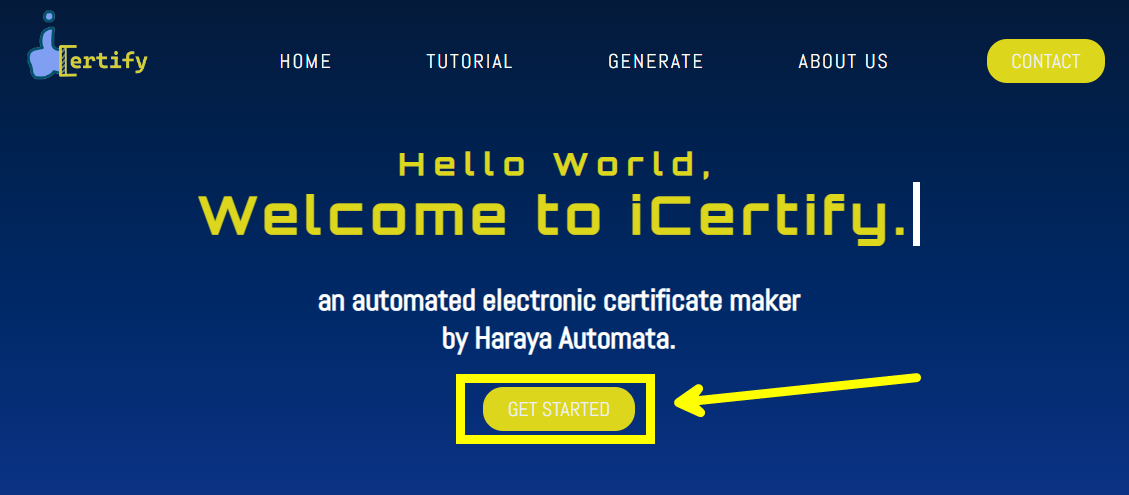 iCertify
HOME
TUTORIAL
GENERATE
ABOUT US
CONTACT
Hello World,
Welcome to iCertify.
an automated electronic certificate maker
by Haraya Automata.
GET STARTED